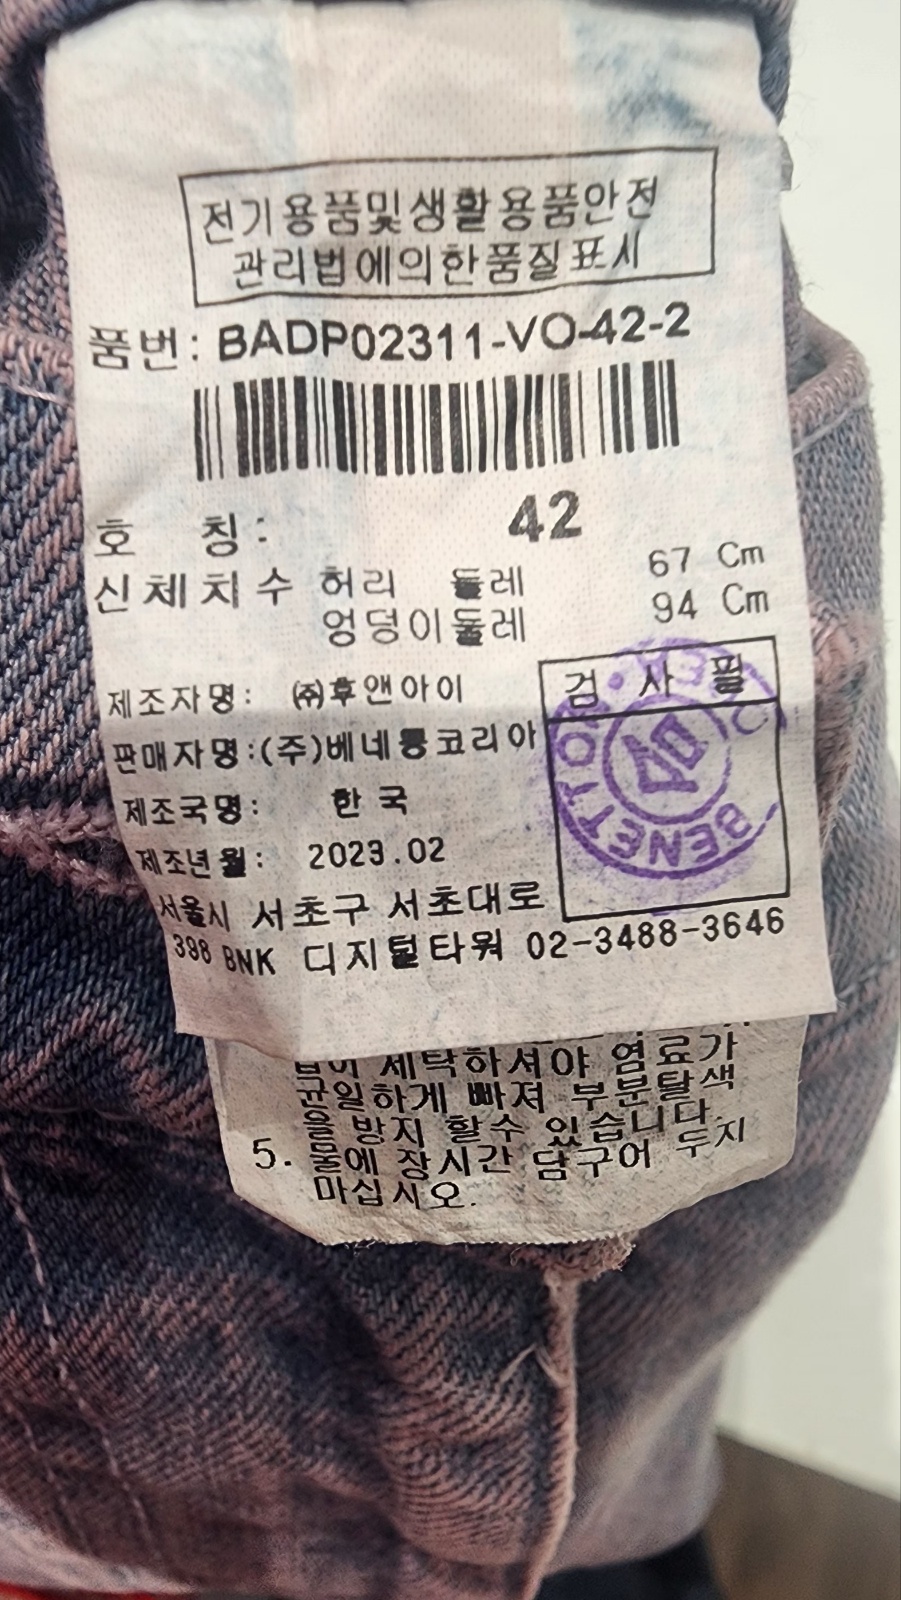 전기용품및생활용품안전
관리법에의한품질표시
품번: BADP02311-VO-42-2
호 칭: 42
신체치수 허리 둘레 67 Cm
엉덩이둘레 94 Cm
제조자명: ㈜후앤아이
판매자명:(주)베네통코리아
제조국명: 한국
제조년월: 2023.02
서울시 서초구 서초대로
398 BNK 디지털타워 02-3488-3646
검 사 필
BENETTON
세탁하셔야 염료가
균일하게 빠져 부분탈색
을 방지 할수 있습니다.
5. 물에 장시간 담구어 두지
마십시오.